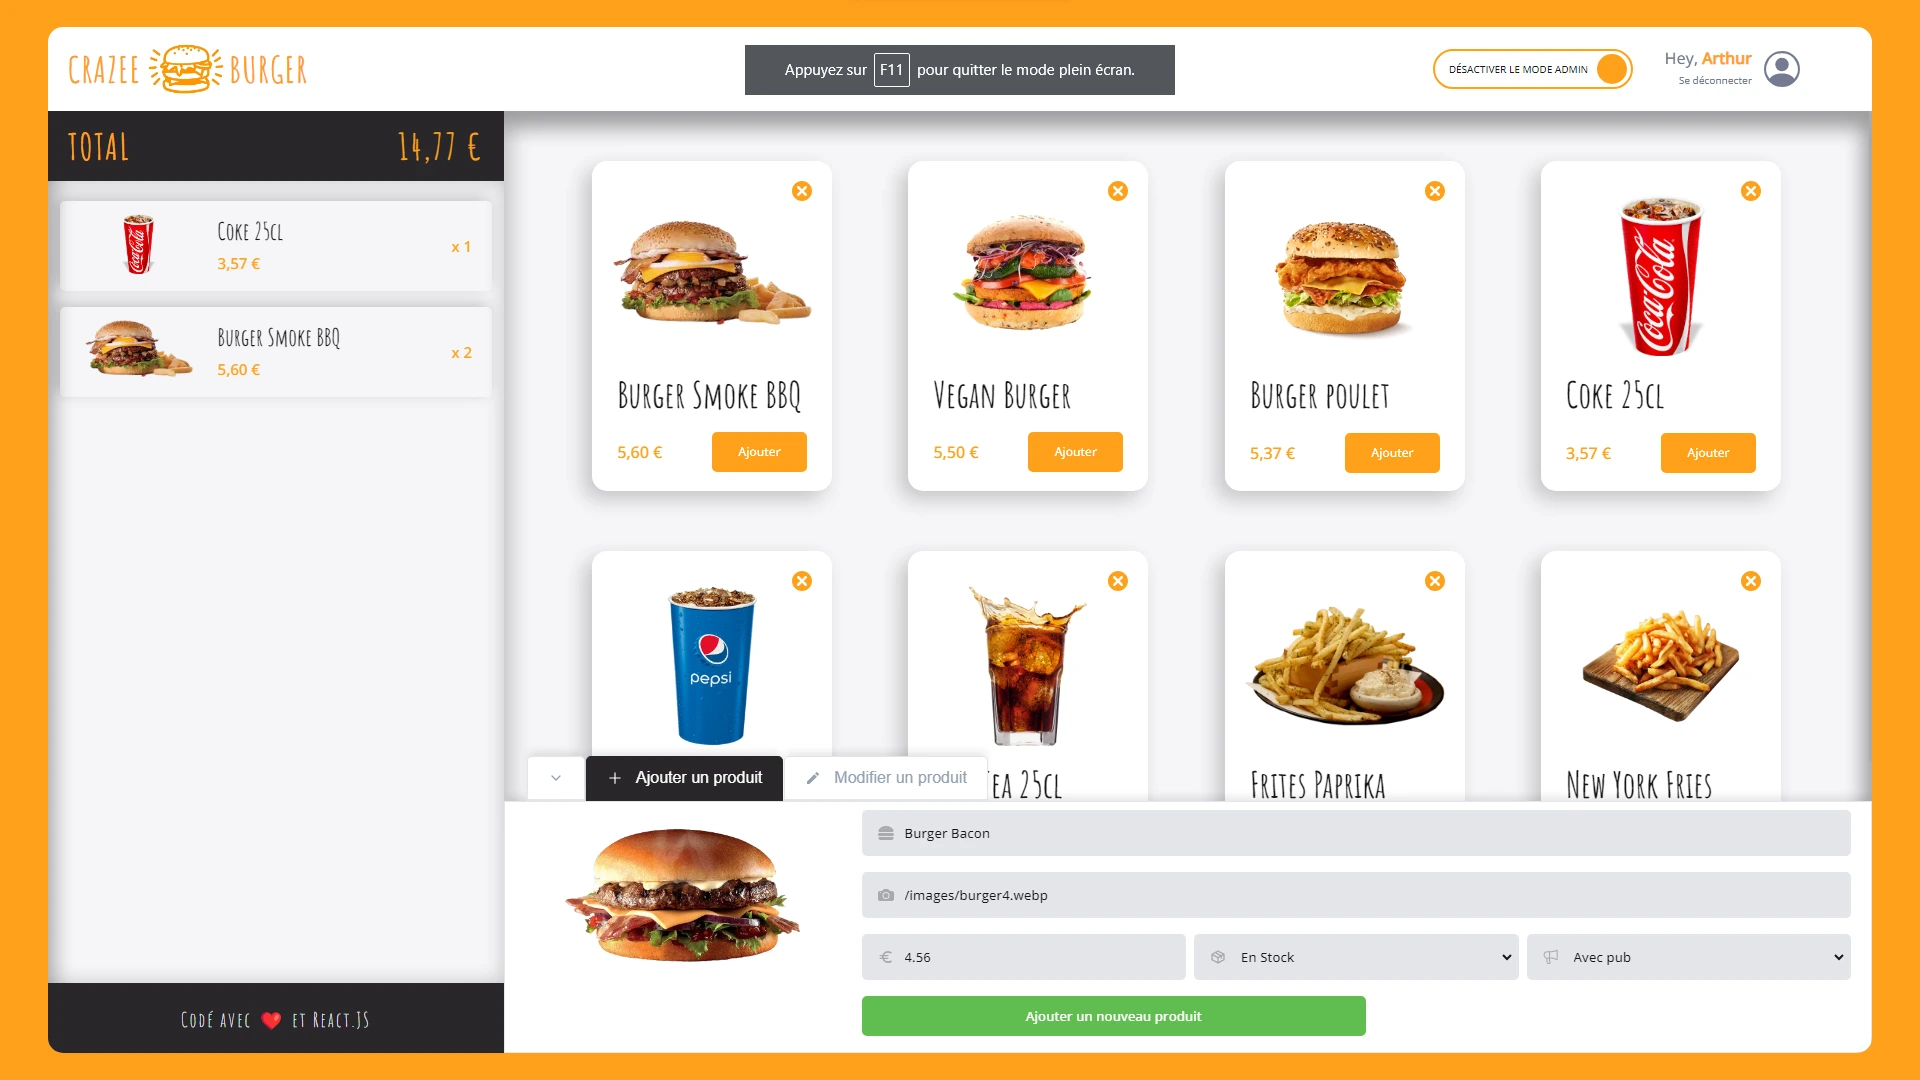 CRAZEE BURGER
Appuyez sur F11 pour quitter le mode plein écran.
DÉSACTIVER LE MODE ADMIN
Hey, Arthur
Se déconnecter
TOTAL 14,77 €
Coke 25cl
3,57 €
x 1
Burger Smoke BBQ
5,60 €
x 2
Codé avec ❤️ et React.JS
Burger Smoke BBQ
5,60 €
Ajouter
Vegan Burger
5,50 €
Ajouter
Burger poulet
5,37 €
Ajouter
Coca-Cola
Coke 25cl
3,57 €
Ajouter
pepsi
ea 25cl
Frites Paprika
New York Fries
Ajouter un produit
Modifier un produit
Burger Bacon
/images/burger4.webp
€ 4.56
En Stock
Avec pub
Ajouter un nouveau produit